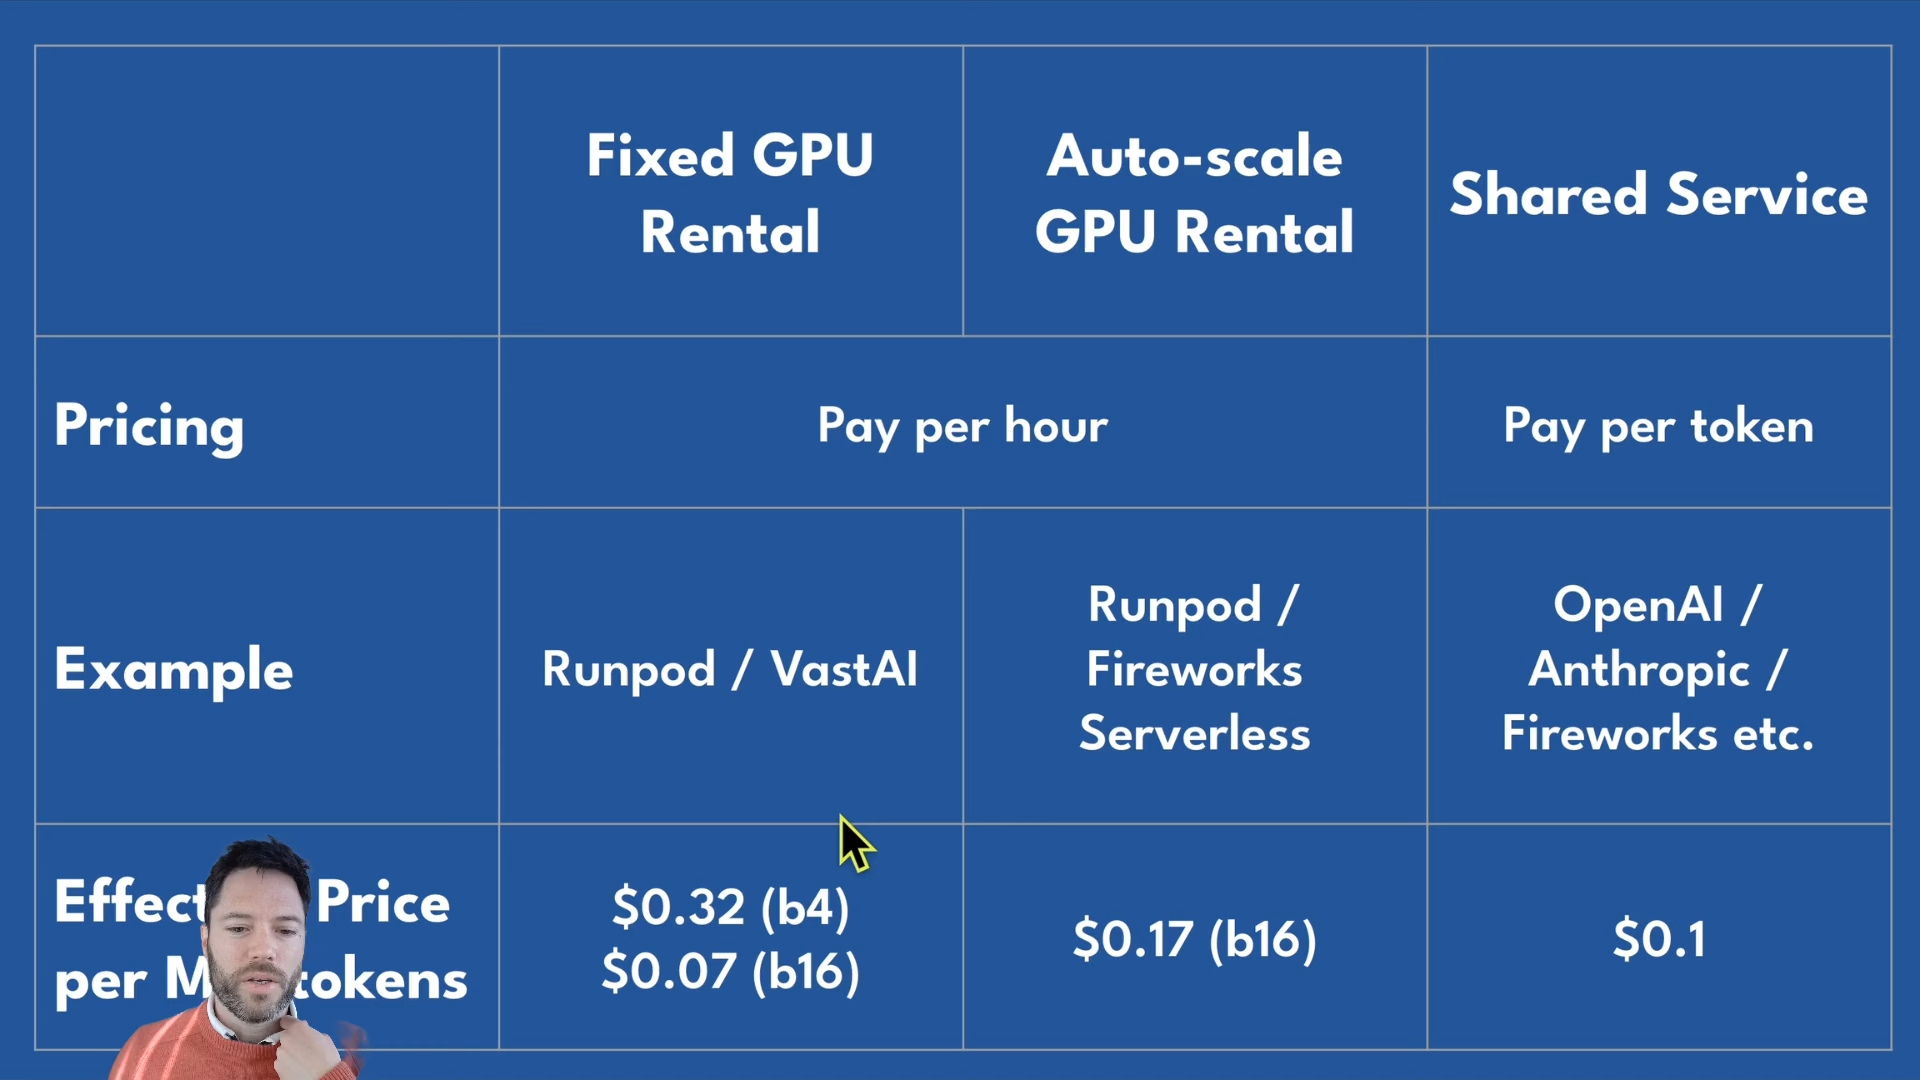 Fixed GPU
Rental
Auto-scale
GPU Rental
Shared Service
Pricing
Pay per hour
Pay per token
Example
Runpod / VastAI
Runpod /
Fireworks
Serverless
OpenAI /
Anthropic /
Fireworks etc.
Price
per tokens
$0.32 (b4)
$0.07 (b16)
$0.17 (b16)
$0.1